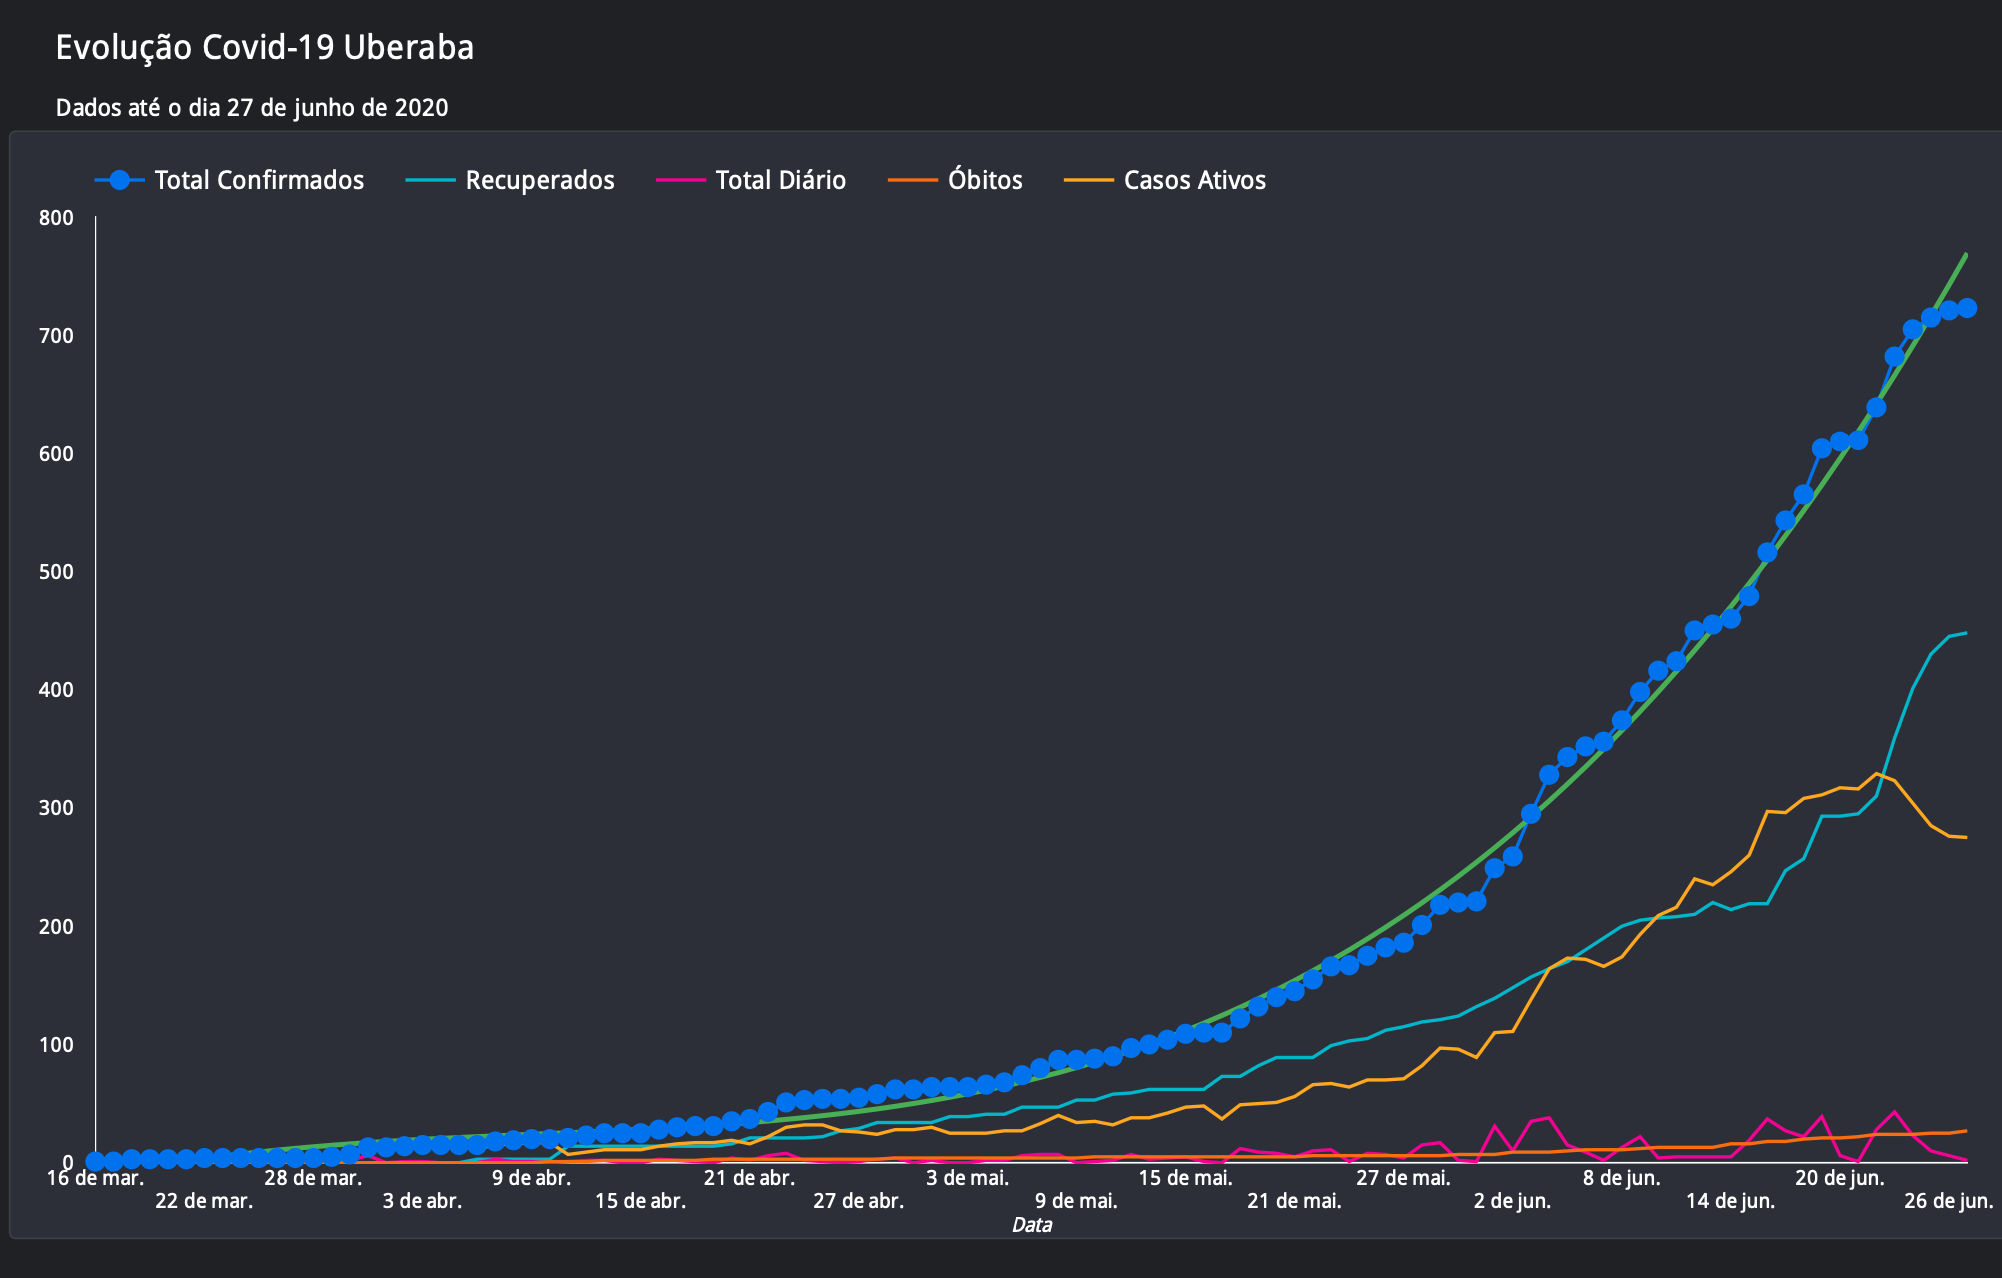 Evolução Covid-19 Uberaba
Dados até o dia 27 de junho de 2020
Total Confirmados Recuperados Total Diário Óbitos Casos Ativos
800
700
600
500
400
300
200
100
0
16 de mar. 28 de mar. 9 de abr. 21 de abr. 3 de mai. 15 de mai. 27 de mai. 8 de jun. 20 de jun.
22 de mar. 3 de abr. 15 de abr. 27 de abr. 9 de mai. 21 de mai. 2 de jun. 14 de jun. 26 de jun.
Data